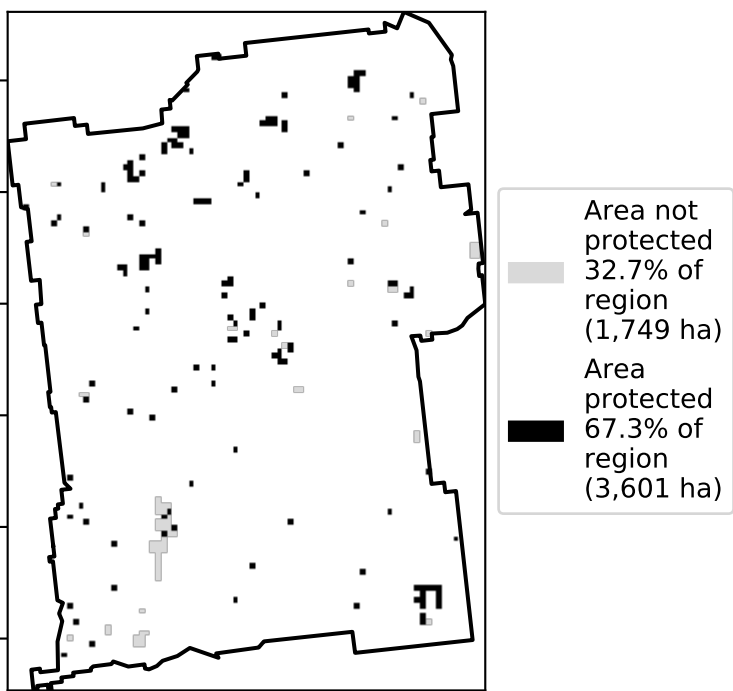 Area not
protected
32.7% of
region
(1,749 ha)
Area
protected
67.3% of
region
(3,601 ha)